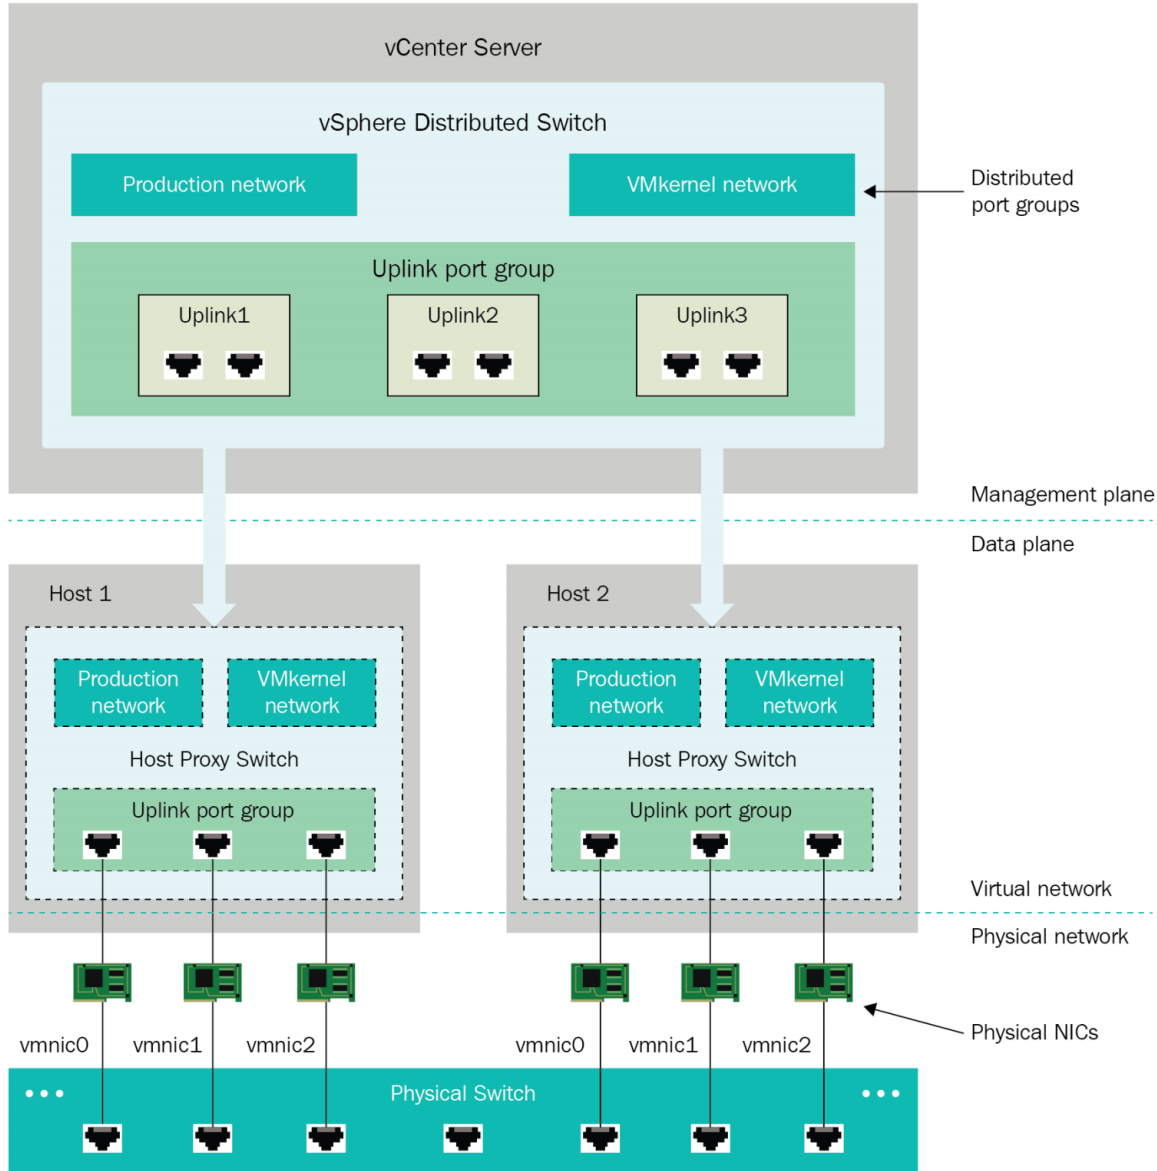 vCenter Server
vSphere Distributed Switch
Production network
VMkernel network
Distributed
port groups
Uplink port group
Uplink1
Uplink2
Uplink3
Management plane
Data plane
Host 1
Host 2
Production
network
VMkernel
network
Production
network
VMkernel
network
Host Proxy Switch
Host Proxy Switch
Uplink port group
Uplink port group
Virtual network
Physical network
Physical NICs
vmnic0
vmnic1
vmnic2
vmnic0
vmnic1
vmnic2
Physical Switch